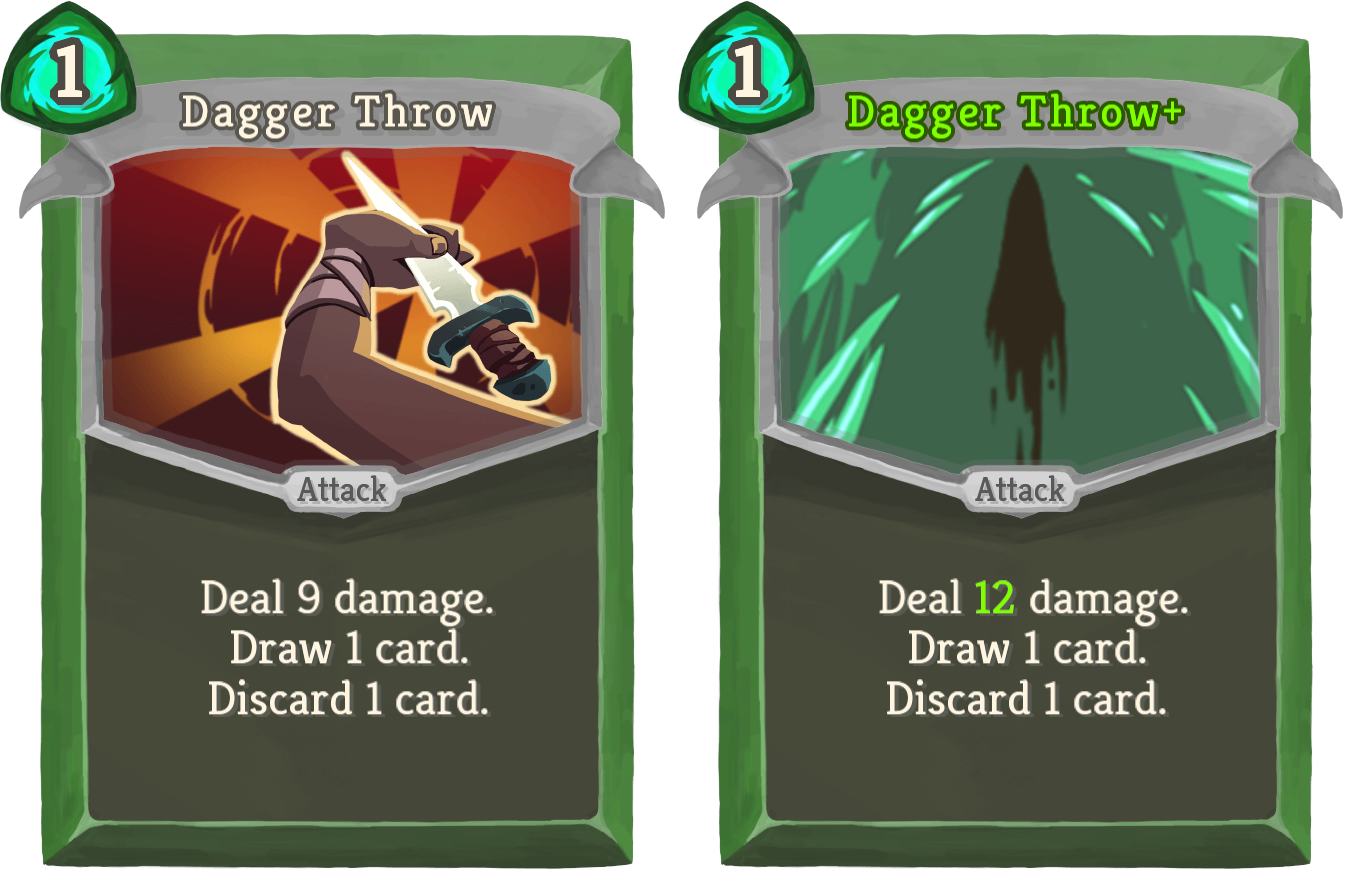 1
Dagger Throw
Attack
Deal 9 damage.
Draw 1 card.
Discard 1 card.
1
Dagger Throw+
Attack
Deal 12 damage.
Draw 1 card.
Discard 1 card.